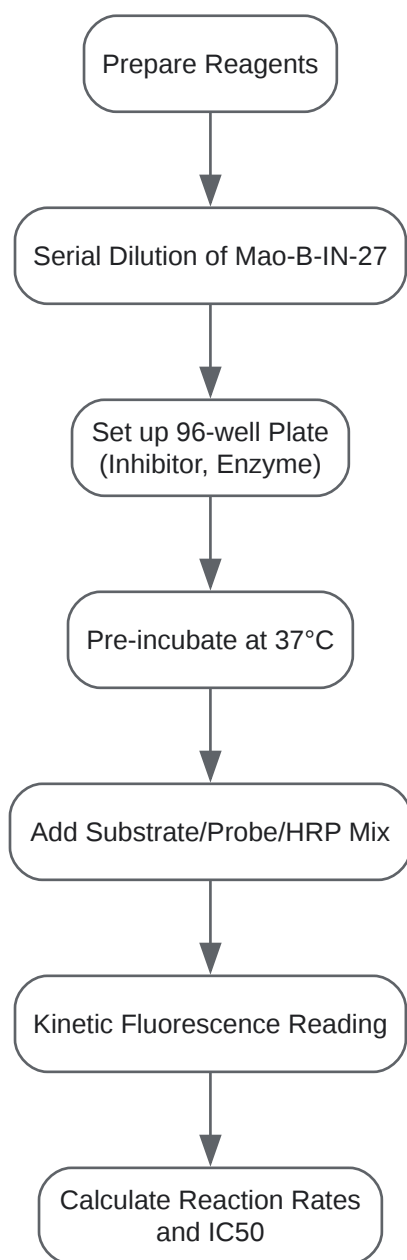 Prepare Reagents
Serial Dilution of Mao-B-IN-27
Set up 96-well Plate
(Inhibitor, Enzyme)
Pre-incubate at 37°C
Add Substrate/Probe/HRP Mix
Kinetic Fluorescence Reading
Calculate Reaction Rates
and IC50